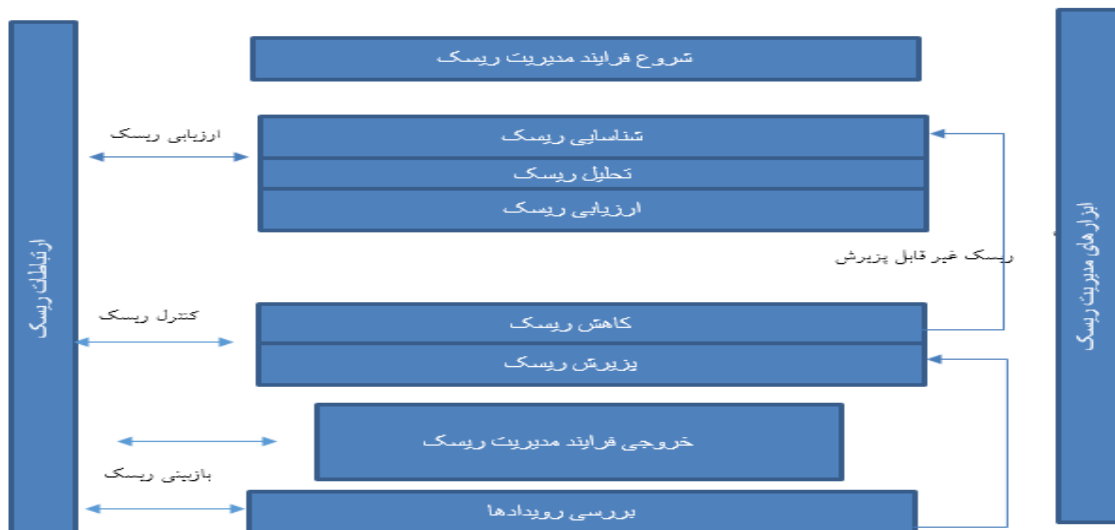 شروع فرایند مدیریت ریسک
ارزیابی ریسک
شناسایی ریسک
تحلیل ریسک
ارزیابی ریسک
ریسک غیر قابل پزیرش
کنترل ریسک
کاهش ریسک
پزیرش ریسک
خروجی فرایند مدیریت ریسک
بازبینی ریسک
بررسی رویدادها
ارتباطات ریسک
ابزارهای مدیریت ریسک